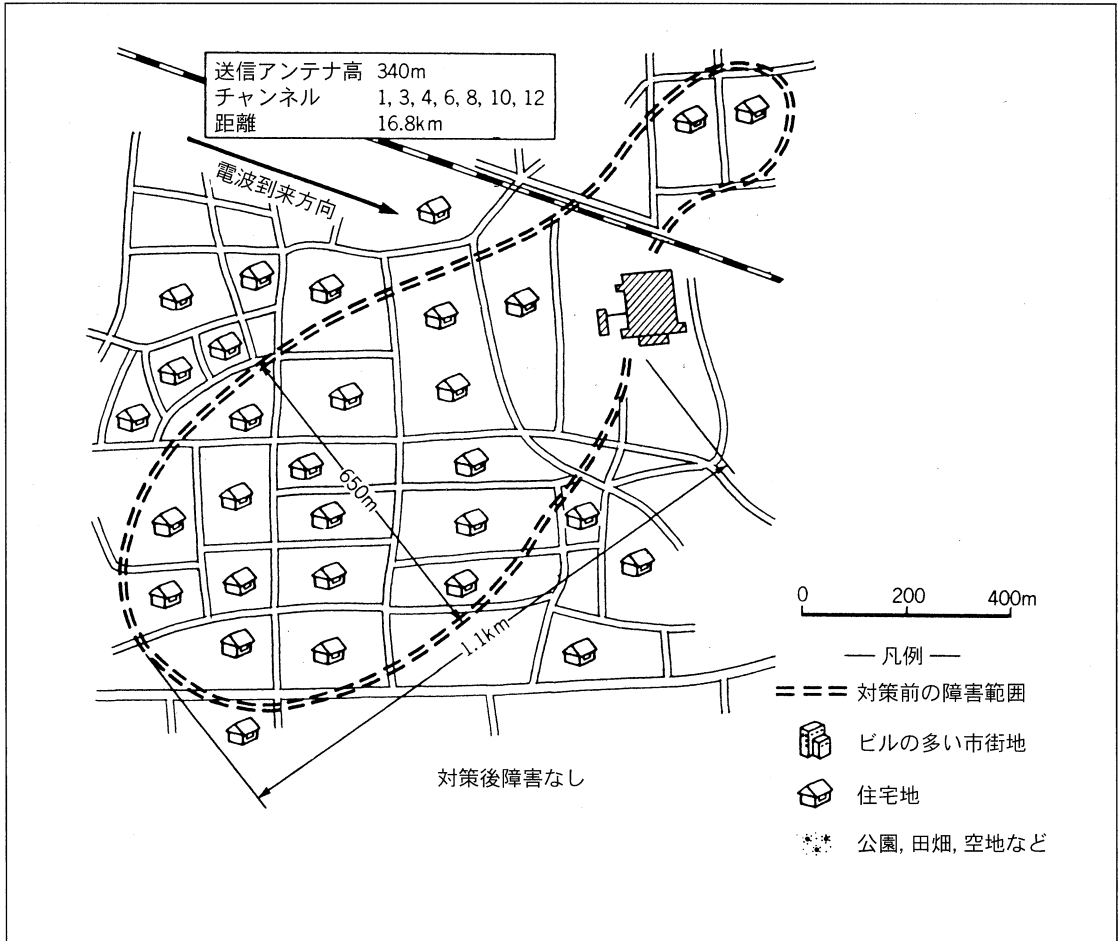 送信アンテナ高 340m
チャンネル 1, 3, 4, 6, 8, 10, 12
距離 16.8km
電波到来方向
650m
1.1km
対策後障害なし
0 200 400m
― 凡例 ―
対策前の障害範囲
ビルの多い市街地
住宅地
公園, 田畑, 空地など